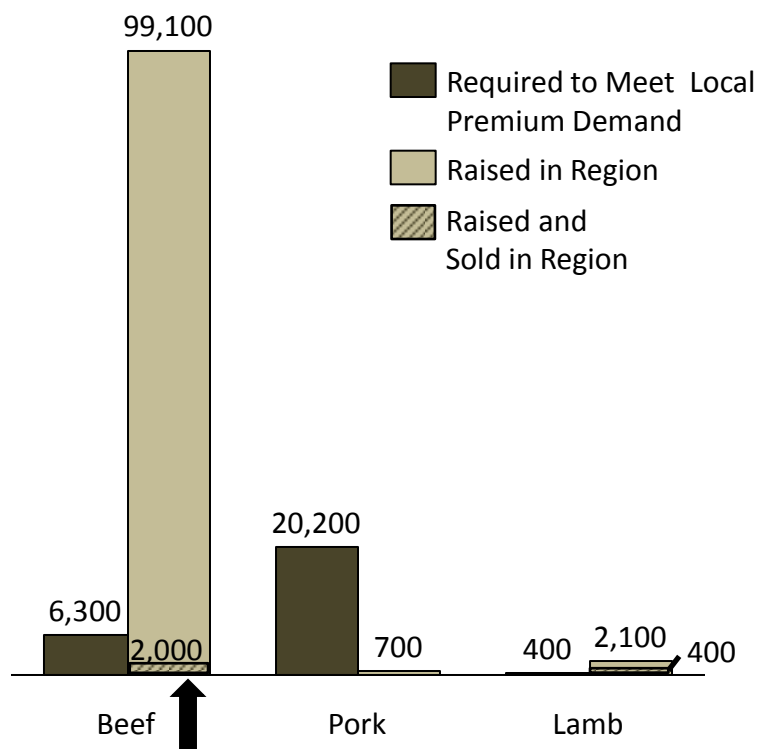 99,100
Required to Meet Local
Premium Demand
Raised in Region
Raised and
Sold in Region
20,200
6,300
2,000
700
400
2,100
400
Beef
Pork
Lamb